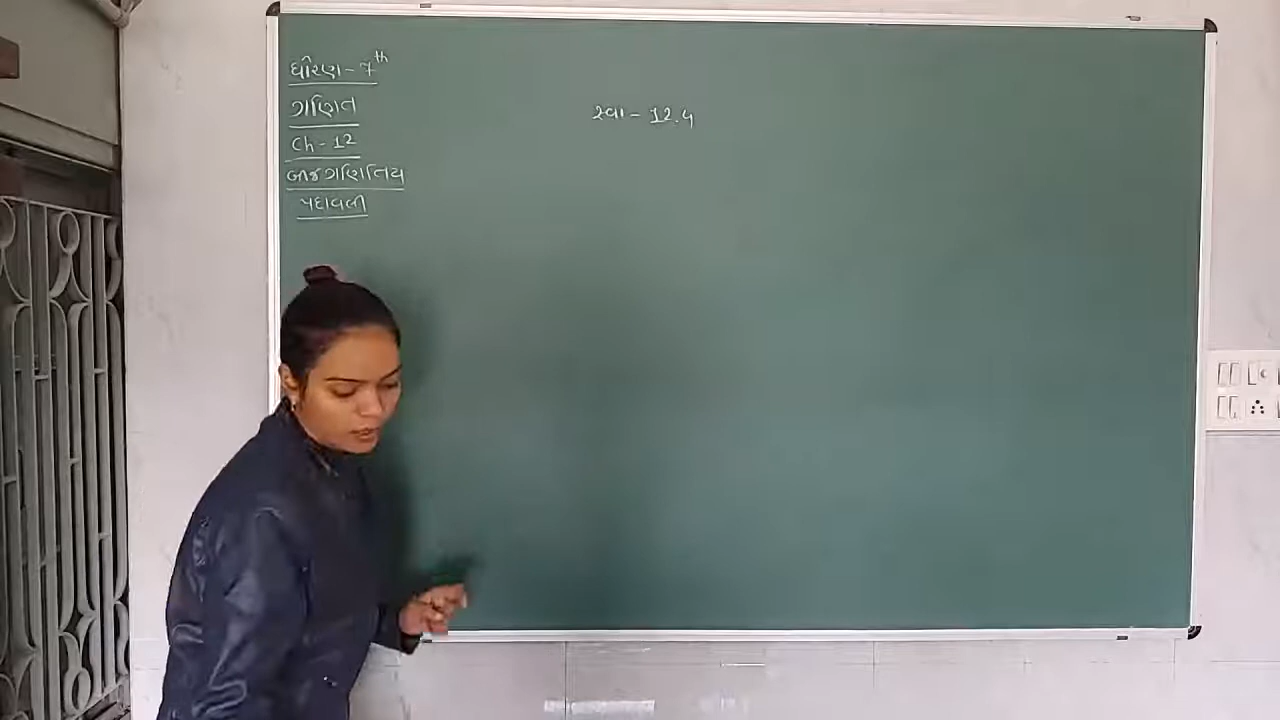 ધોરણ - 7th
ગણિત
Ch - 12
બીજગણિતિય
પદાવલી
સ્વા - 12.4